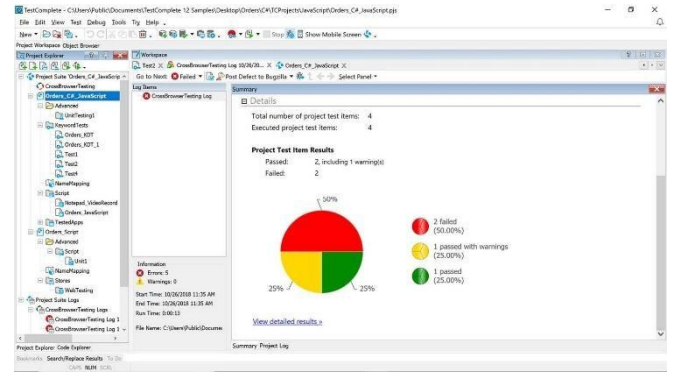 TestComplete - C:\Users\Public\Documents\TestComplete 12 Samples\Desktop\Orders\C#\TCProjects\JavaScript\Orders_C#_JavaScript.pjs
File Edit View Test Debug Tools Try Help
New
Stop
Show Mobile Screen
Project Workspace Object Browser
Project Explorer
Project Suite 'Orders_C#_JavaScrip
CrossBrowserTesting
Orders_C#_JavaScript
Advanced
UnitTesting1
KeywordTests
Orders_KDT
Orders_KDT_1
Test1
Test2
Test4
NameMapping
Script
Notepad_VideoRecord
Orders_JavaScript
TestedApps
Orders_Script
Advanced
Script
Unit1
NameMapping
Stores
WebTesting
Project Suite Logs
CrossBrowserTesting Logs
CrossBrowserTesting Log 1
CrossBrowserTesting Log 1
Project Explorer Code Explorer
Bookmarks Search/Replace Results To Do
CAPS NUM SCRL
Workspace
Test2 X CrossBrowserTesting Log 10/26/20... X Orders_C#_JavaScript X
Go to Next: Failed Post Defect to Bugzilla Select Panel
Log Items
CrossBrowserTesting Log
Information
Errors: 5
Warnings: 0
Start Time: 10/26/2018 11:35 AM
End Time: 10/26/2018 11:35 AM
Run Time: 0:00:13
File Name: C:\Users\Public\Docume
Summary
Details
Total number of project test items: 4
Executed project test items: 4
Project Test Item Results
Passed: 2, including 1 warning(s)
Failed: 2
50%
25%
25%
2 failed
(50.00%)
1 passed with warnings
(25.00%)
1 passed
(25.00%)
View detailed results »
Summary Project Log